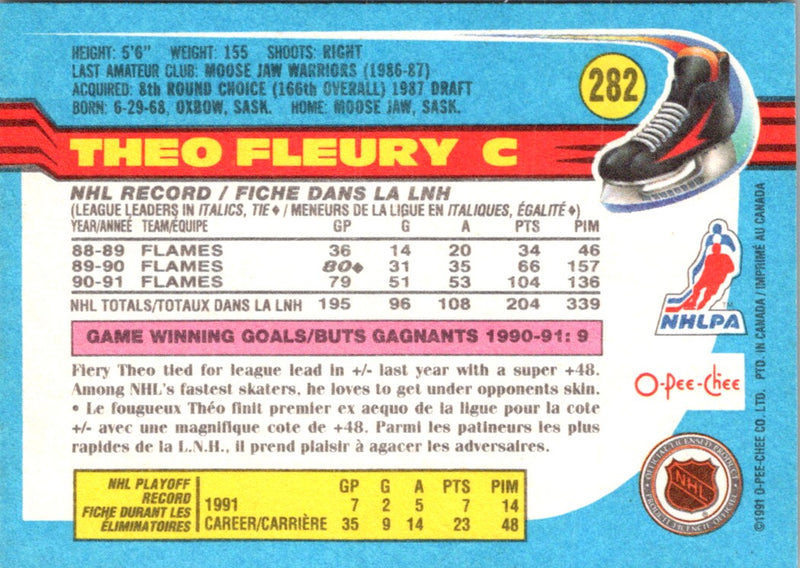 HEIGHT: 5'6" WEIGHT: 155 SHOOTS: RIGHT
LAST AMATEUR CLUB: MOOSE JAW WARRIORS (1986-87)
ACQUIRED: 8th ROUND CHOICE (166th OVERALL) 1987 DRAFT
BORN: 6-29-68, OXBOW, SASK. HOME: MOOSE JAW, SASK.
282
THEO FLEURY C
NHL RECORD / FICHE DANS LA LNH
(LEAGUE LEADERS IN ITALICS, TIE ♦ / MENEURS DE LA LIGUE EN ITALIQUES, ÉGALITÉ ♦)
YEAR/ANNÉE TEAM/ÉQUIPE GP G A PTS PIM
88-89 FLAMES 36 14 20 34 46
89-90 FLAMES 80♦ 31 35 66 157
90-91 FLAMES 79 51 53 104 136
NHL TOTALS/TOTAUX DANS LA LNH 195 96 108 204 339
GAME WINNING GOALS/BUTS GAGNANTS 1990-91: 9
Fiery Theo tied for league lead in +/- last year with a super +48.
Among NHL's fastest skaters, he loves to get under opponents skin.
• Le fougueux Théo finit premier ex aequo de la ligue pour la cote
+/- avec une magnifique cote de +48. Parmi les patineurs les plus
rapides de la L.N.H., il prend plaisir à agacer les adversaires.
NHL PLAYOFF
RECORD
FICHE DURANT LES
ÉLIMINATOIRES
GP G A PTS PIM
1991 7 2 5 7 14
CAREER/CARRIÈRE 35 9 14 23 48
NHLPA
TM
O-Pee-Chee
OFFICIAL LICENSED PRODUCT
NHL
PRODUIT LICENCIÉ OFFICIEL
©1991 O-PEE-CHEE CO. LTD. PTD. IN CANADA / IMPRIMÉ AU CANADA